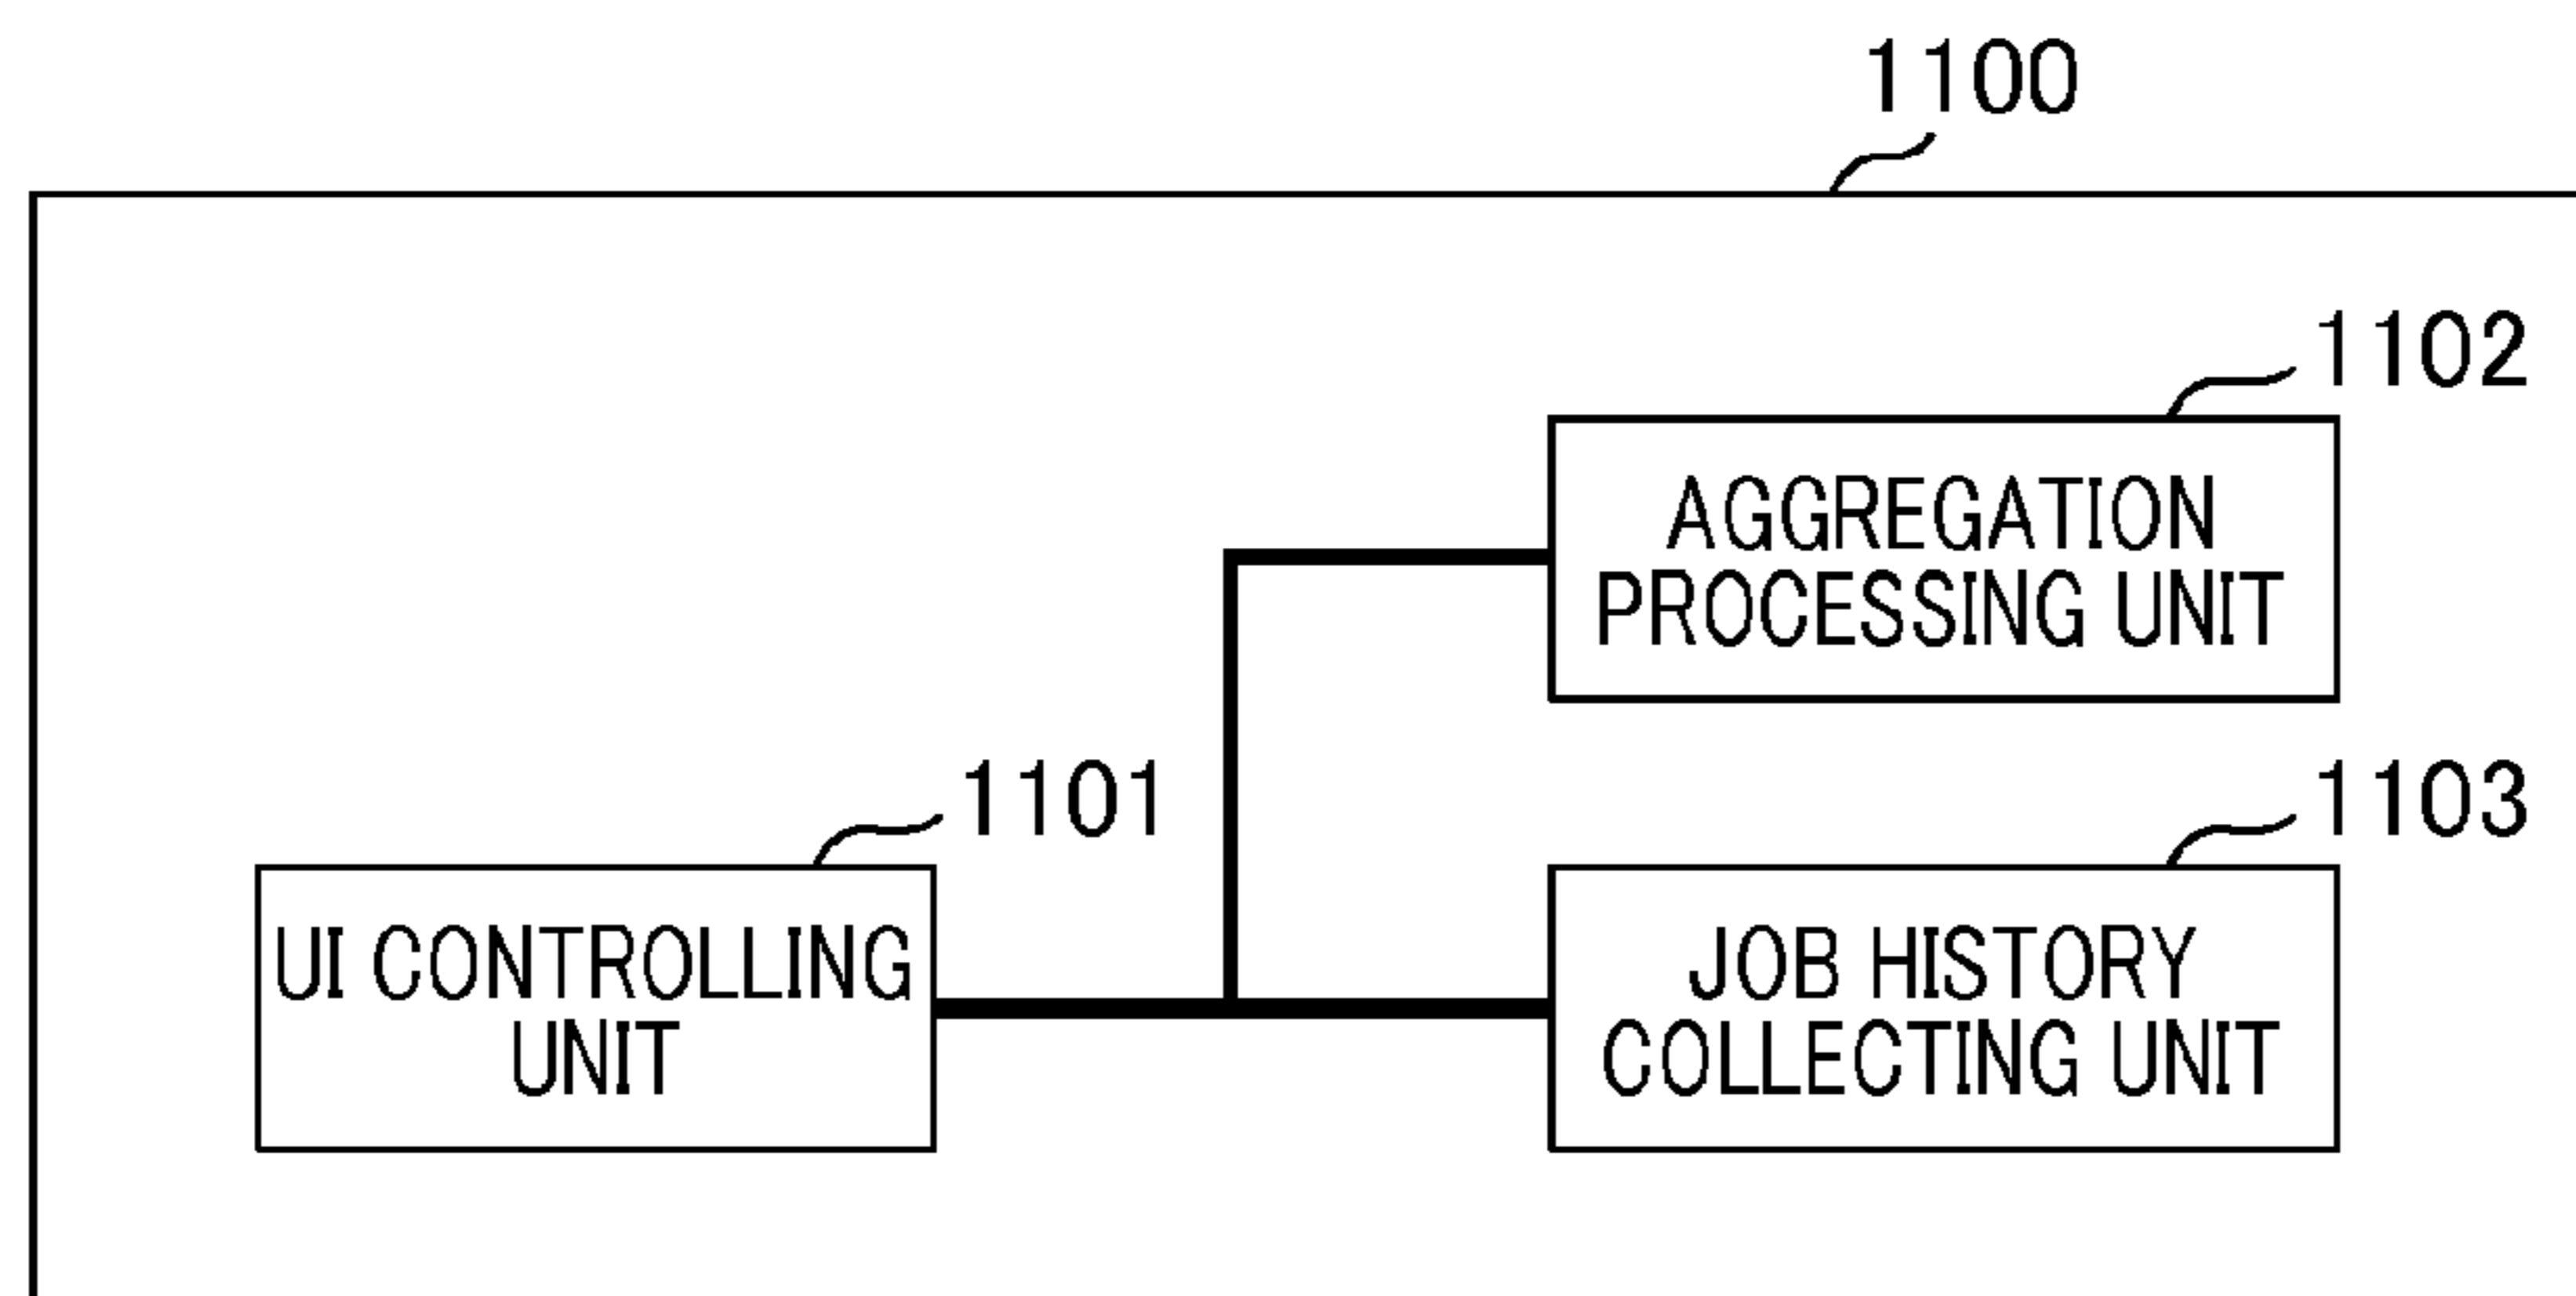 1100
1102
AGGREGATION
PROCESSING UNIT
1101
1103
UI CONTROLLING
UNIT
JOB HISTORY
COLLECTING UNIT